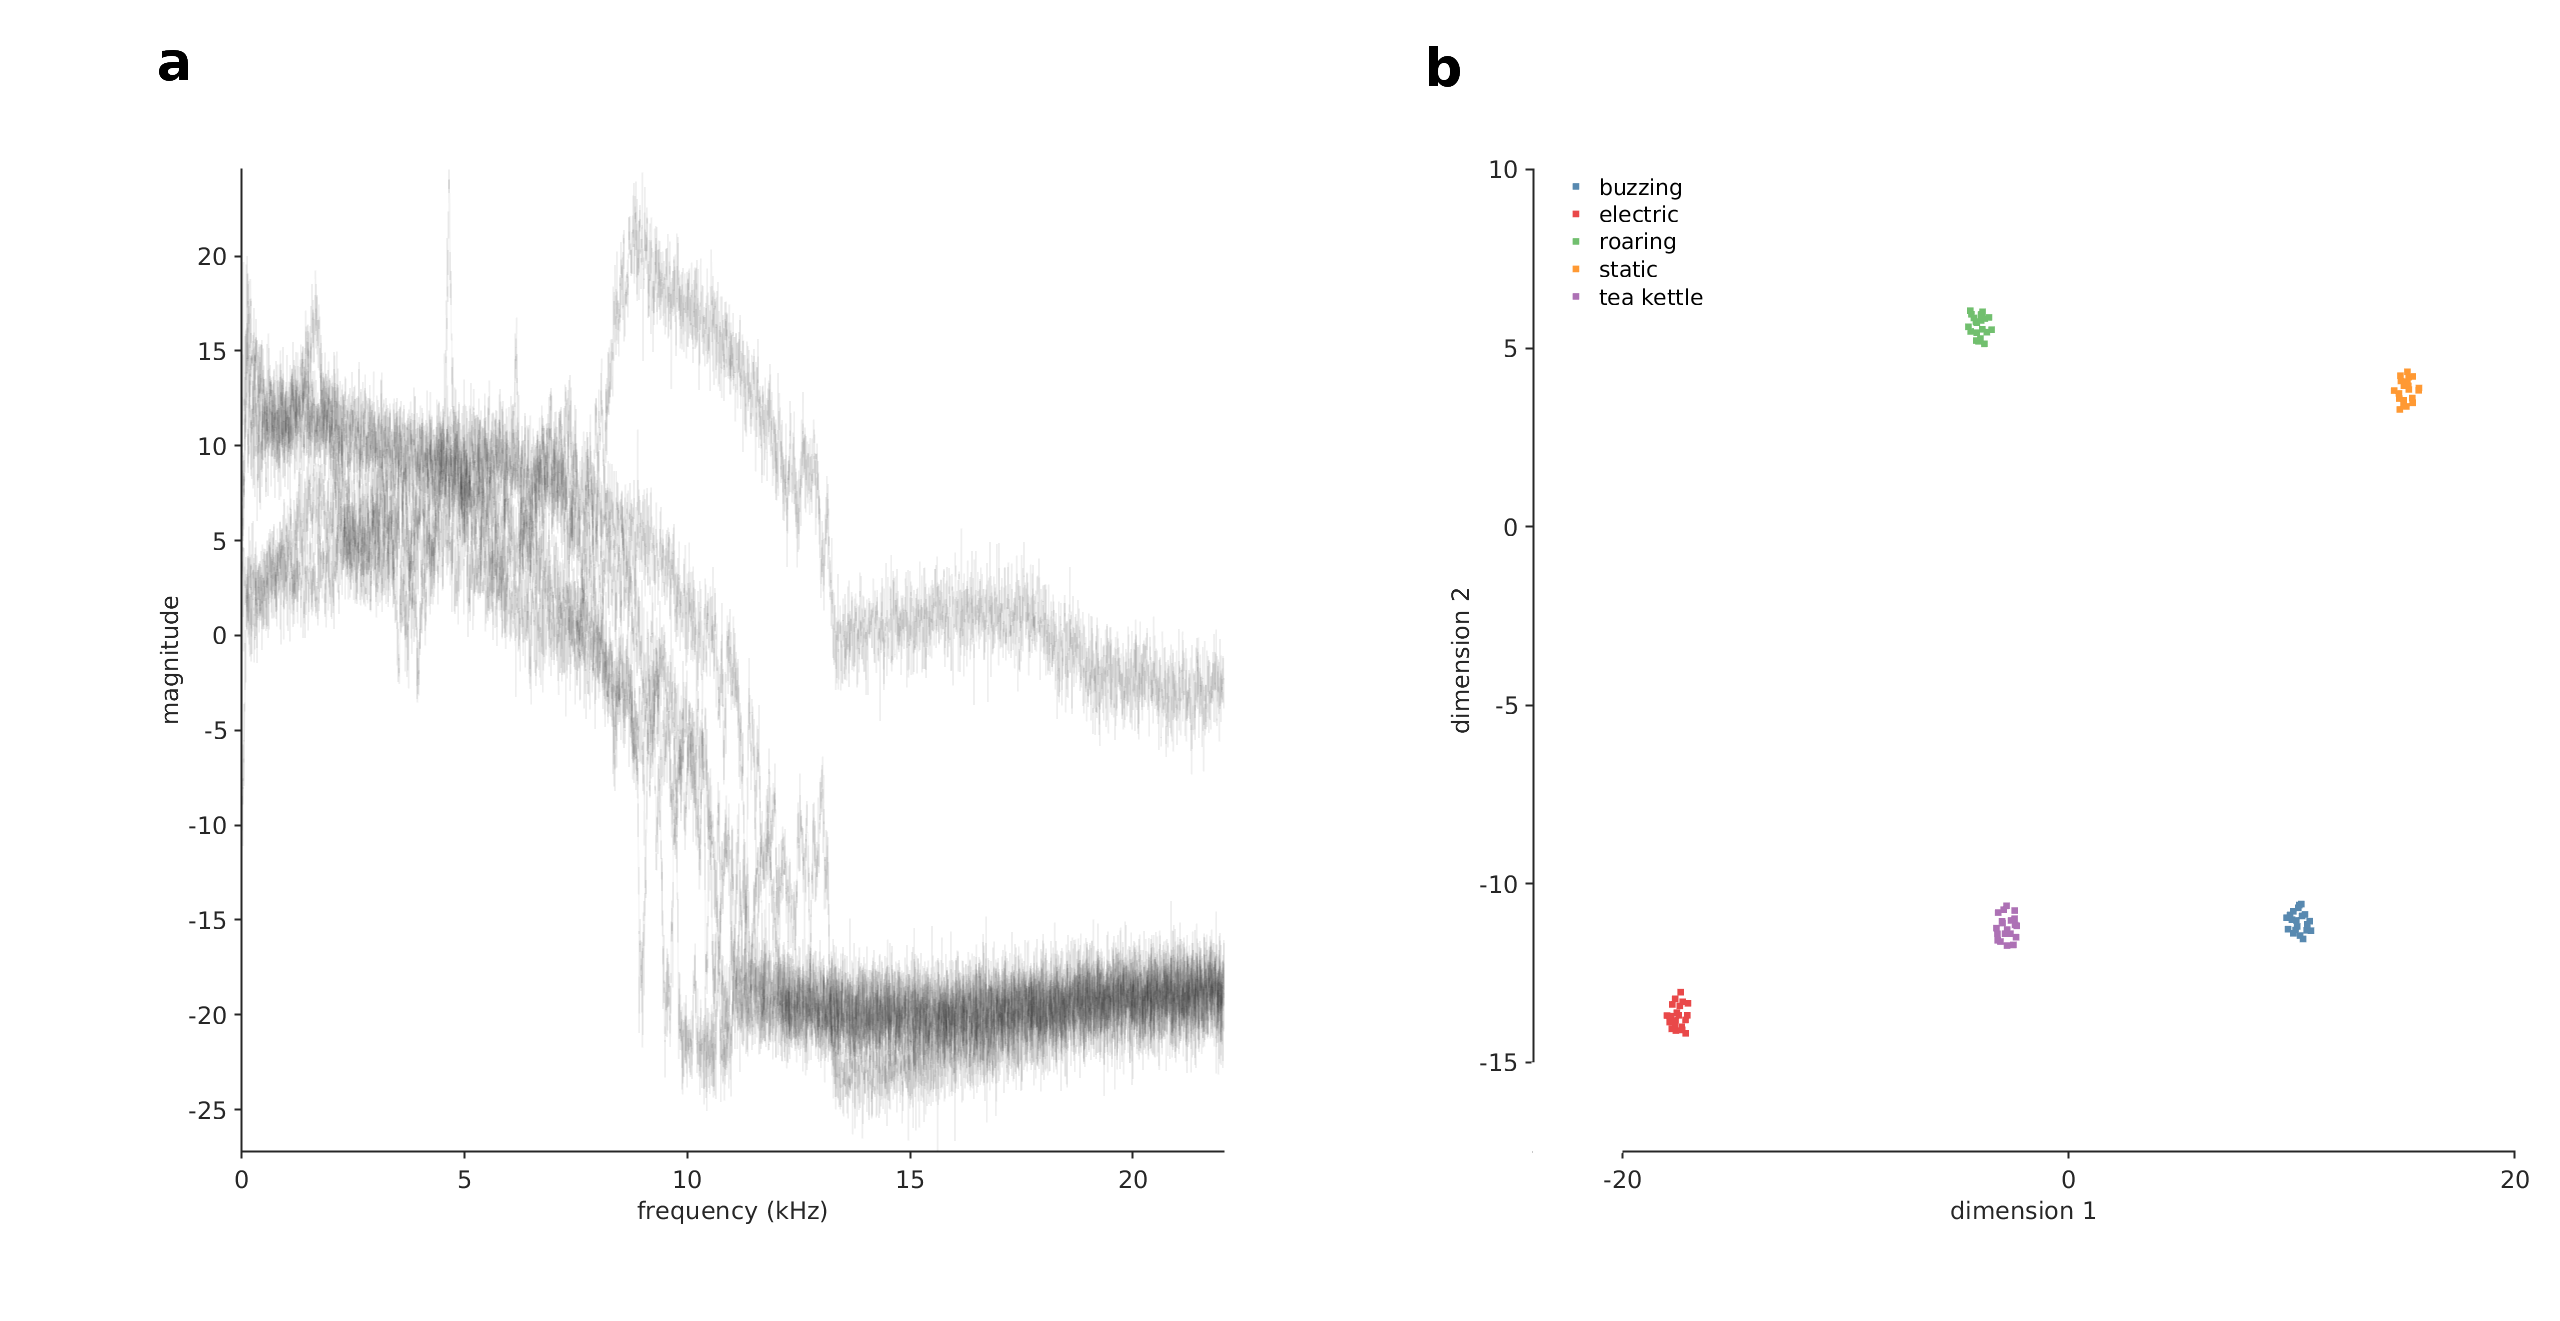 a
20
15
10
5
0
-5
-10
-15
-20
-25
magnitude
0 5 10 15 20
frequency (kHz)
b
buzzing
electric
roaring
static
tea kettle
10
5
0
-5
-10
-15
dimension 2
-20 0 20
dimension 1